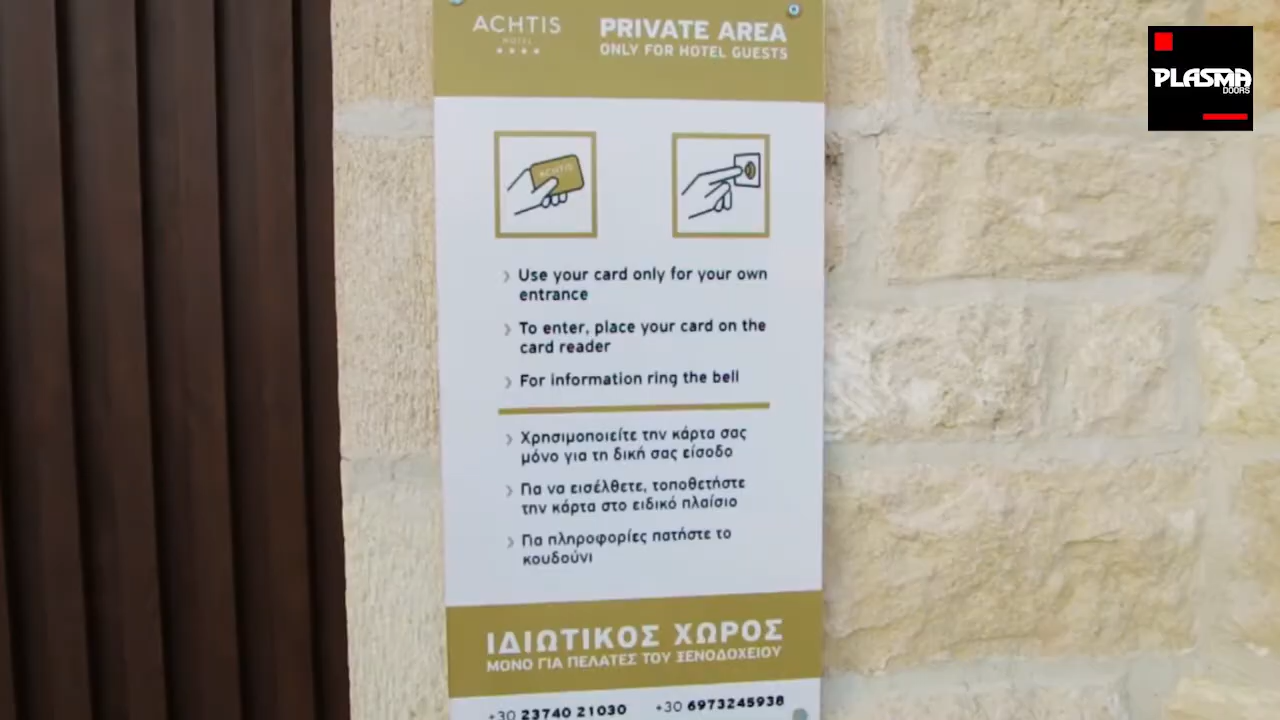 ACHTIS
HOTEL
PRIVATE AREA
ONLY FOR HOTEL GUESTS
PLASMA
DOORS
ACHTIS
Use your card only for your own
entrance
To enter, place your card on the
card reader
For information ring the bell
Χρησιμοποιείτε την κάρτα σας
μόνο για τη δική σας είσοδο
Για να εισέλθετε, τοποθετήστε
την κάρτα στο ειδικό πλαίσιο
Για πληροφορίες πατήστε το
κουδούνι
ΙΔΙΩΤΙΚΟΣ ΧΩΡΟΣ
ΜΟΝΟ ΓΙΑ ΠΕΛΑΤΕΣ ΤΟΥ ΞΕΝΟΔΟΧΕΙΟΥ
+30 23740 21030 +30 6973245938